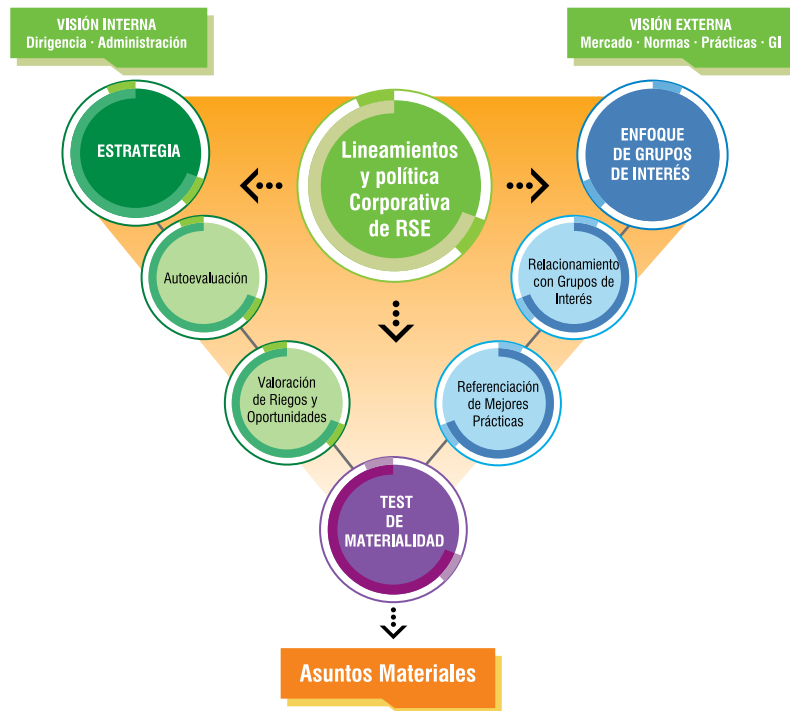 VISIÓN INTERNA
Dirigencia · Administración
VISIÓN EXTERNA
Mercado · Normas · Prácticas · GI
ESTRATEGIA
Lineamientos
y política
Corporativa
de RSE
ENFOQUE
DE GRUPOS
DE INTERÉS
Autoevaluación
Relacionamiento
con Grupos de
Interés
Valoración
de Riegos y
Oportunidades
Referenciación
de Mejores
Prácticas
TEST
DE
MATERIALIDAD
Asuntos Materiales